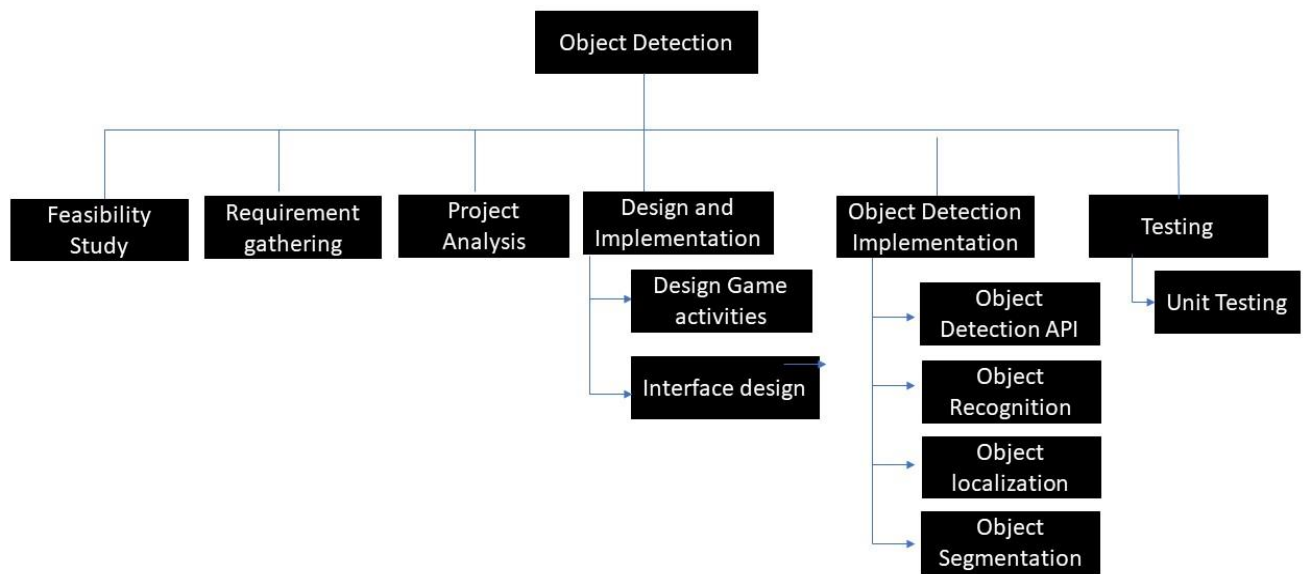 Object Detection
Feasibility
Study
Requirement
gathering
Project
Analysis
Design and
Implementation
Object Detection
Implementation
Testing
Design Game
activities
Interface design
Object
Detection API
Object
Recognition
Object
localization
Object
Segmentation
Unit Testing